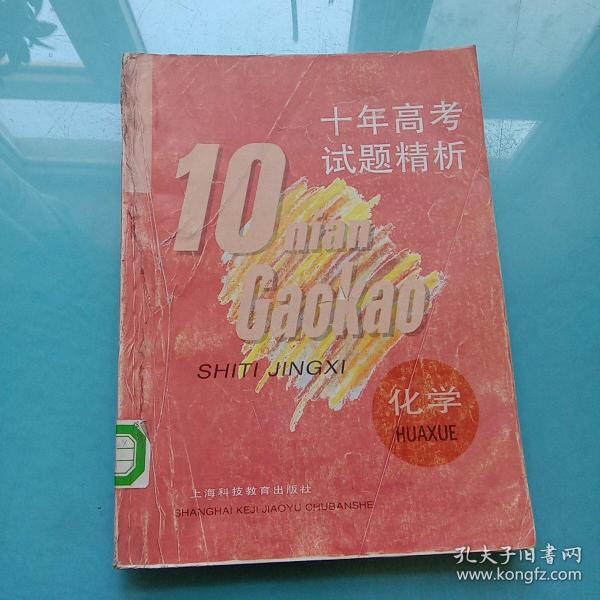 十年高考
试题精析
10
nian
Gaokao
SHITI JINGXI
化学
HUAXUE
上海科技教育出版社
SHANGHAI KEJI JIAOYU CHUBANSHE
孔夫子旧书网
www.kongfz.com